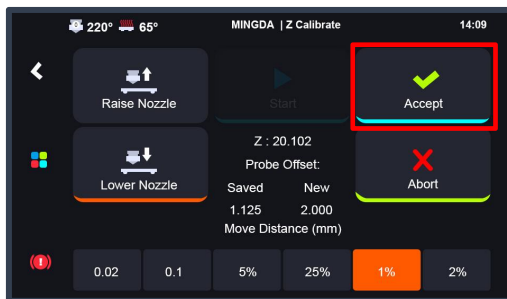 220° 65° MINGDA | Z Calibrate 14:09
Raise Nozzle Start Accept
Z : 20.102
Probe Offset:
Lower Nozzle Abort
Saved New
1.125 2.000
Move Distance (mm)
0.02 0.1 5% 25% 1% 2%